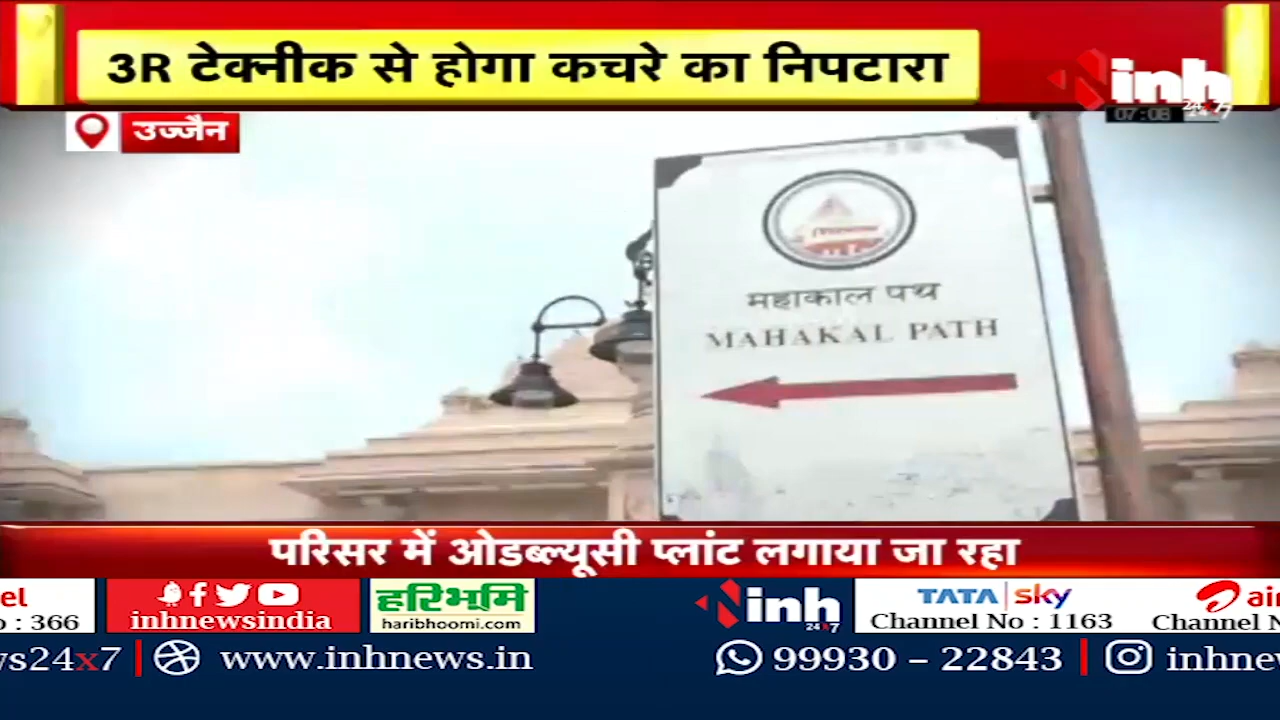 3R टेक्नीक से होगा कचरे का निपटारा
inh
24x7
07:08
उज्जैन
महाकाल पथ
MAHAKAL PATH
परिसर में ओडब्ल्यूसी प्लांट लगाया जा रहा
el
o : 366
inhnewsindia
हरिभूमि
haribhoomi.com
inh
24x7
TATA sky
Channel No : 1163
air
Channel N
ws24x7
www.inhnews.in
99930 – 22843
inhne